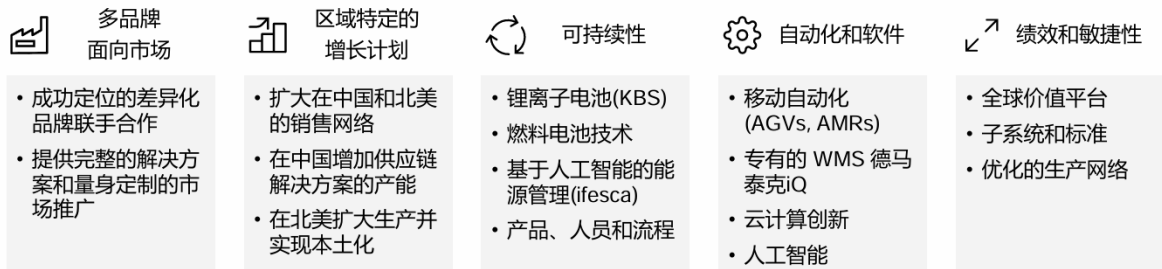 多品牌
面向市场
• 成功定位的差异化
品牌联手合作
• 提供完整的解决方
案和量身定制的市
场推广
区域特定的
增长计划
• 扩大在中国和北美
的销售网络
• 在中国增加供应链
解决方案的产能
• 在北美扩大生产并
实现本土化
可持续性
• 锂离子电池(KBS)
• 燃料电池技术
• 基于人工智能的能
源管理(ifesca)
• 产品、人员和流程
自动化和软件
• 移动自动化
(AGVs, AMRs)
• 专有的 WMS 德马
泰克iQ
• 云计算创新
• 人工智能
绩效和敏捷性
• 全球价值平台
• 子系统和标准
• 优化的生产网络